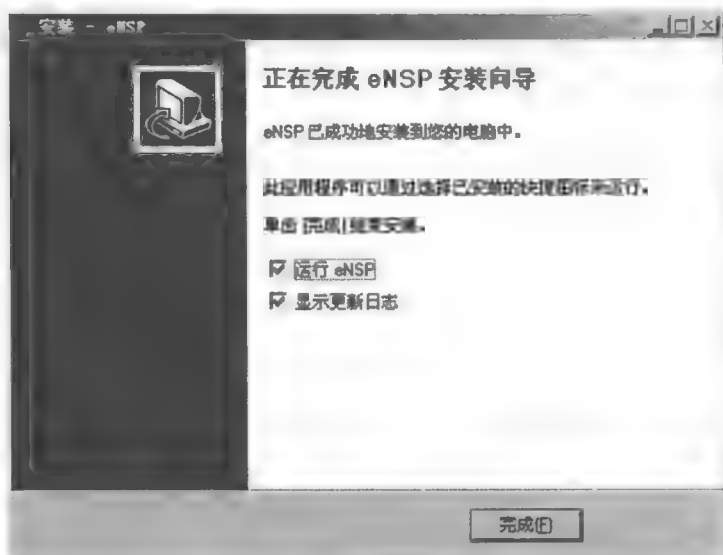 安装 - eNSP
正在完成 eNSP 安装向导
eNSP 已成功地安装到您的电脑中。
此应用程序可以通过选择已安装的快捷图标来运行。
单击 [完成] 结束安装。
运行 eNSP
显示更新日志
完成(F)